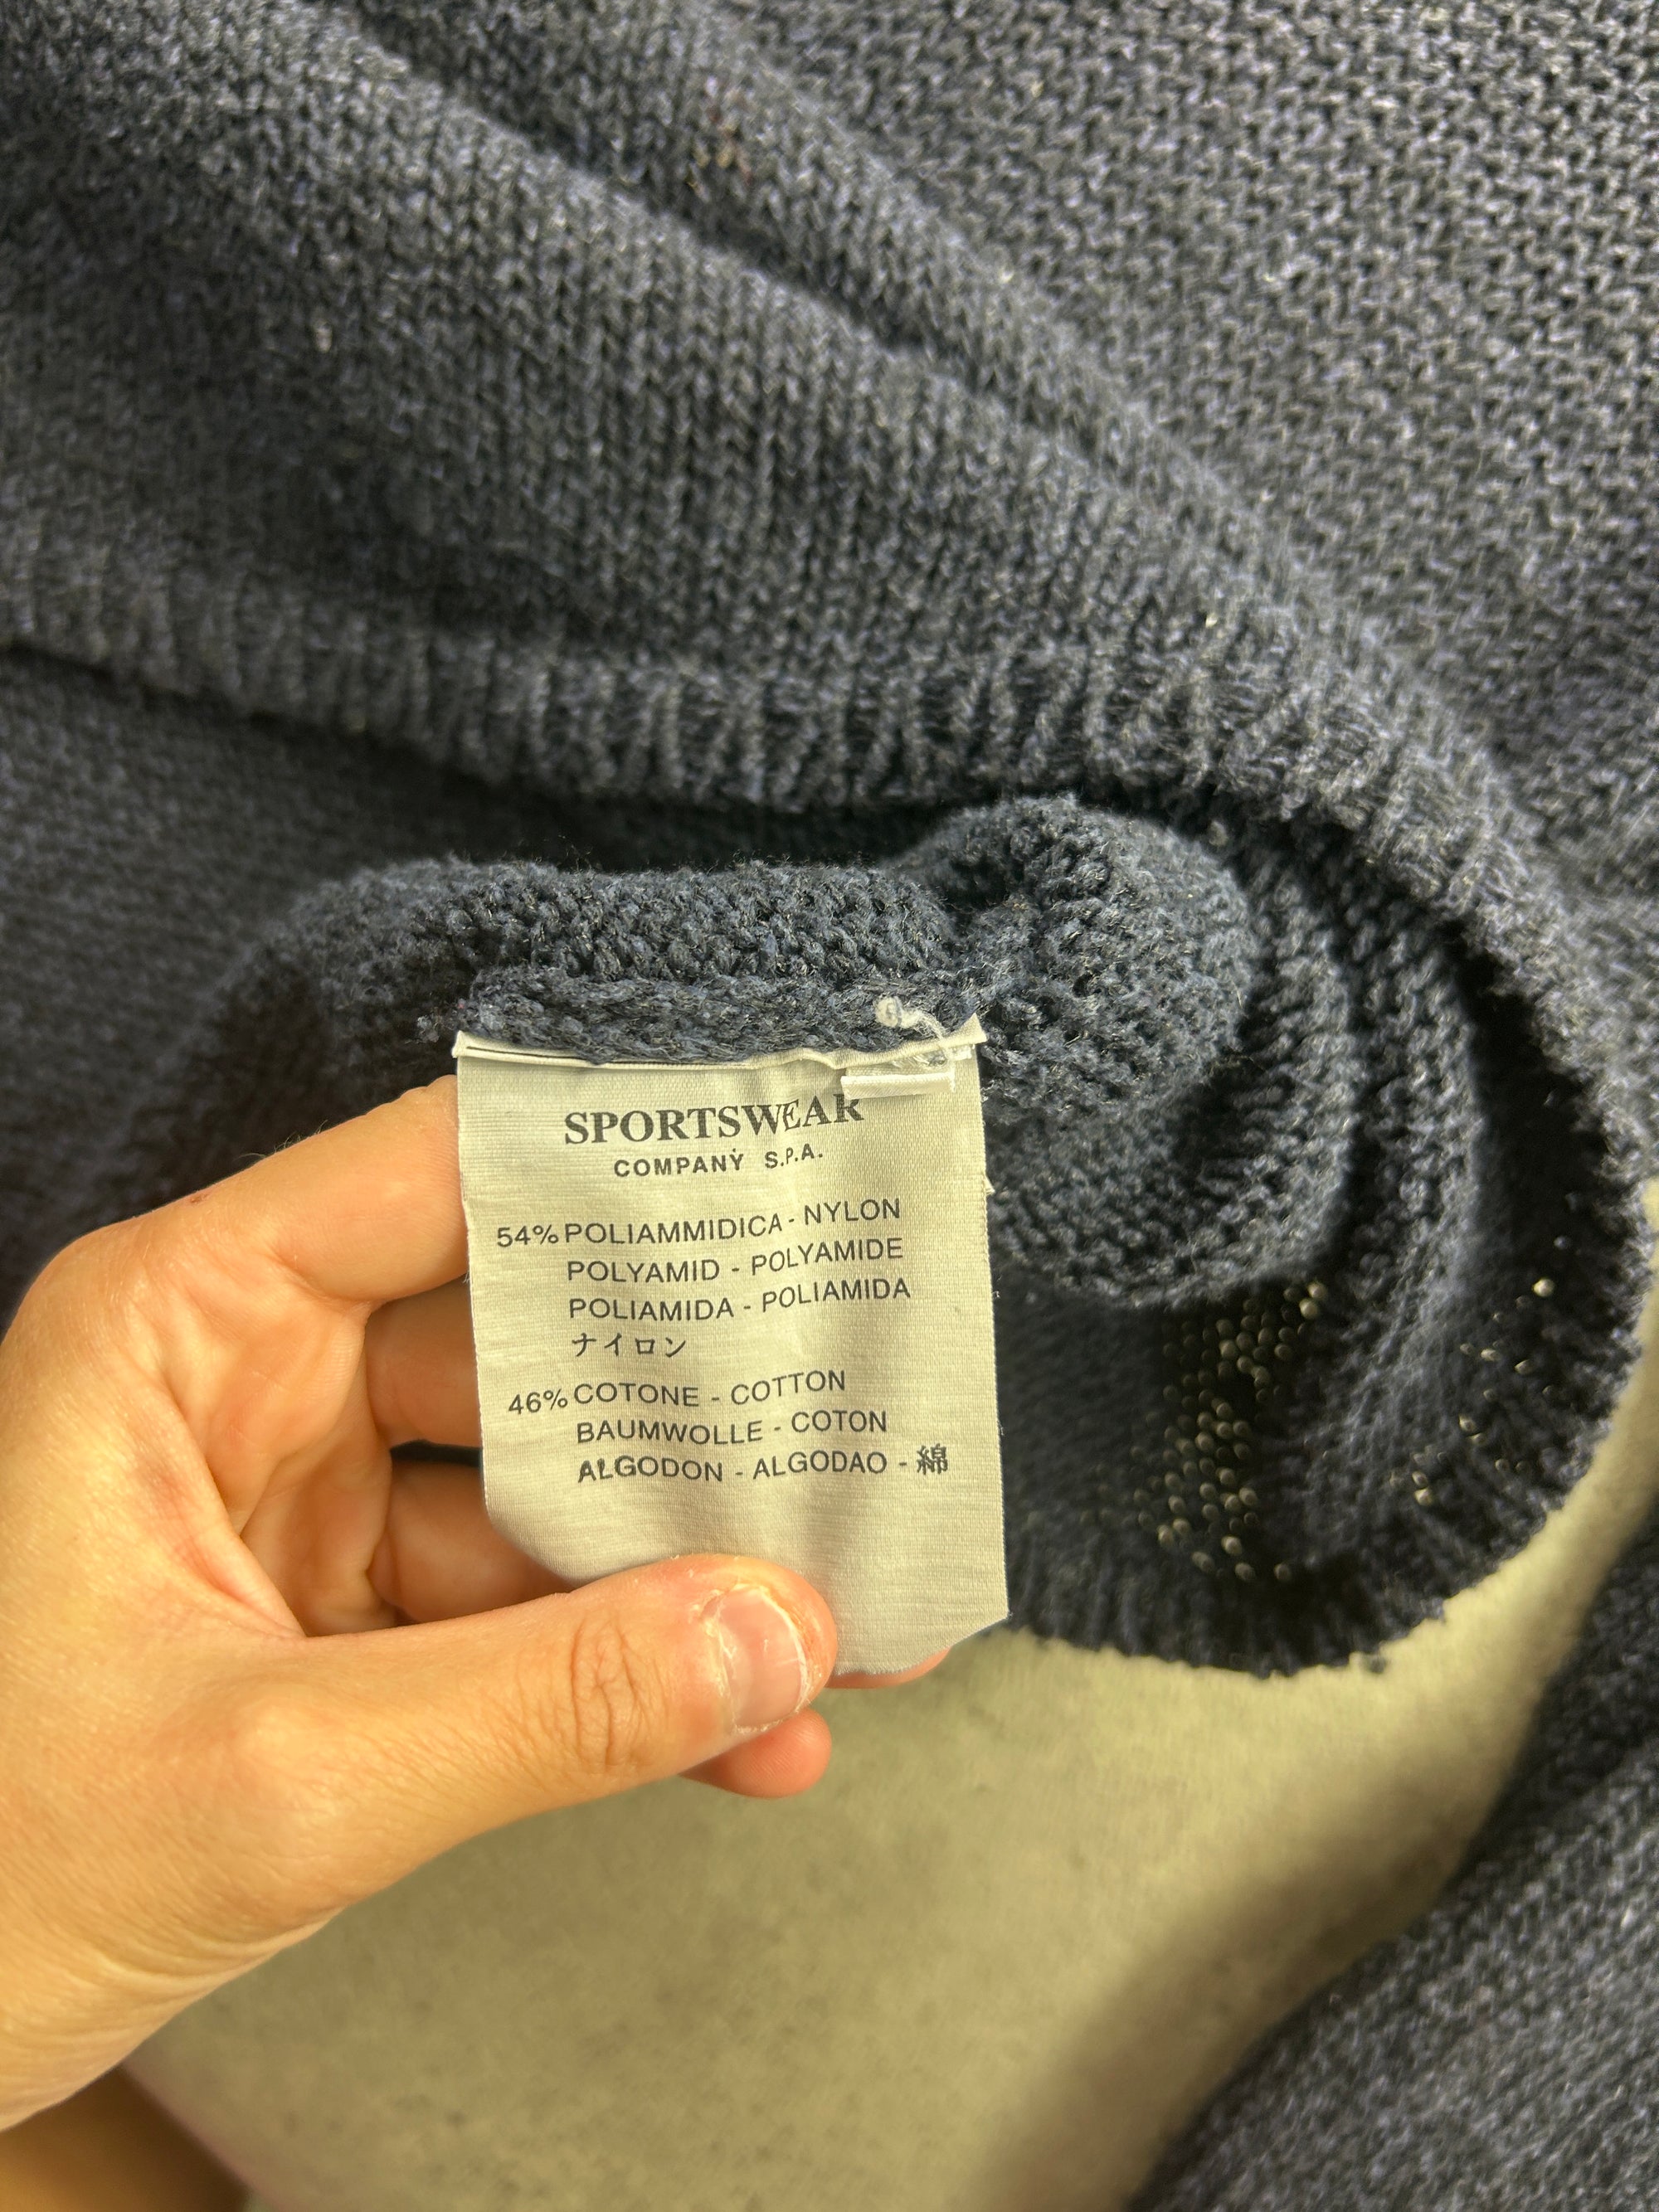 SPORTSWEAR
COMPANY S.P.A.
54% POLIAMMIDICA - NYLON
POLYAMID - POLYAMIDE
POLIAMIDA - POLIAMIDA
ナイロン
46% COTONE - COTTON
BAUMWOLLE - COTON
ALGODON - ALGODAO - 綿